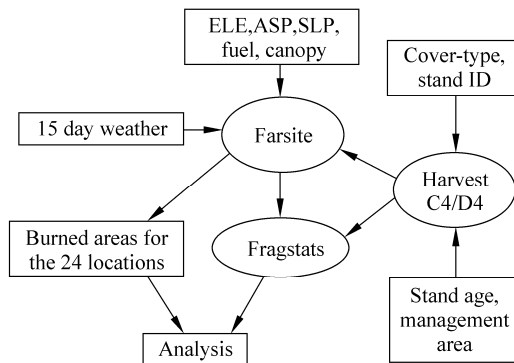 ELE,ASP,SLP,
fuel, canopy
Cover-type,
stand ID
15 day weather
Farsite
Harvest
C4/D4
Burned areas for
the 24 locations
Fragstats
Stand age,
management
area
Analysis